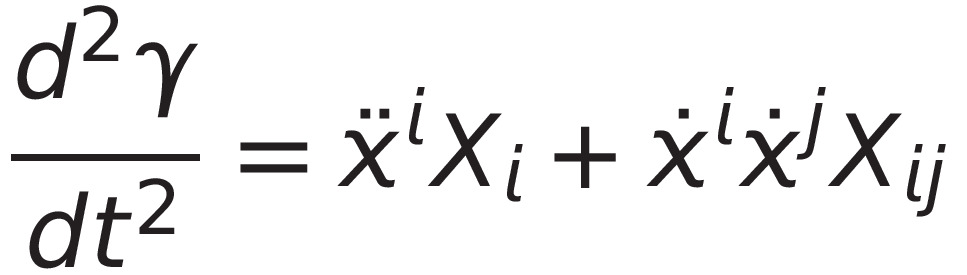 d²γ/dt² = ẍⁱXᵢ + ẋⁱẋʲXᵢⱼ